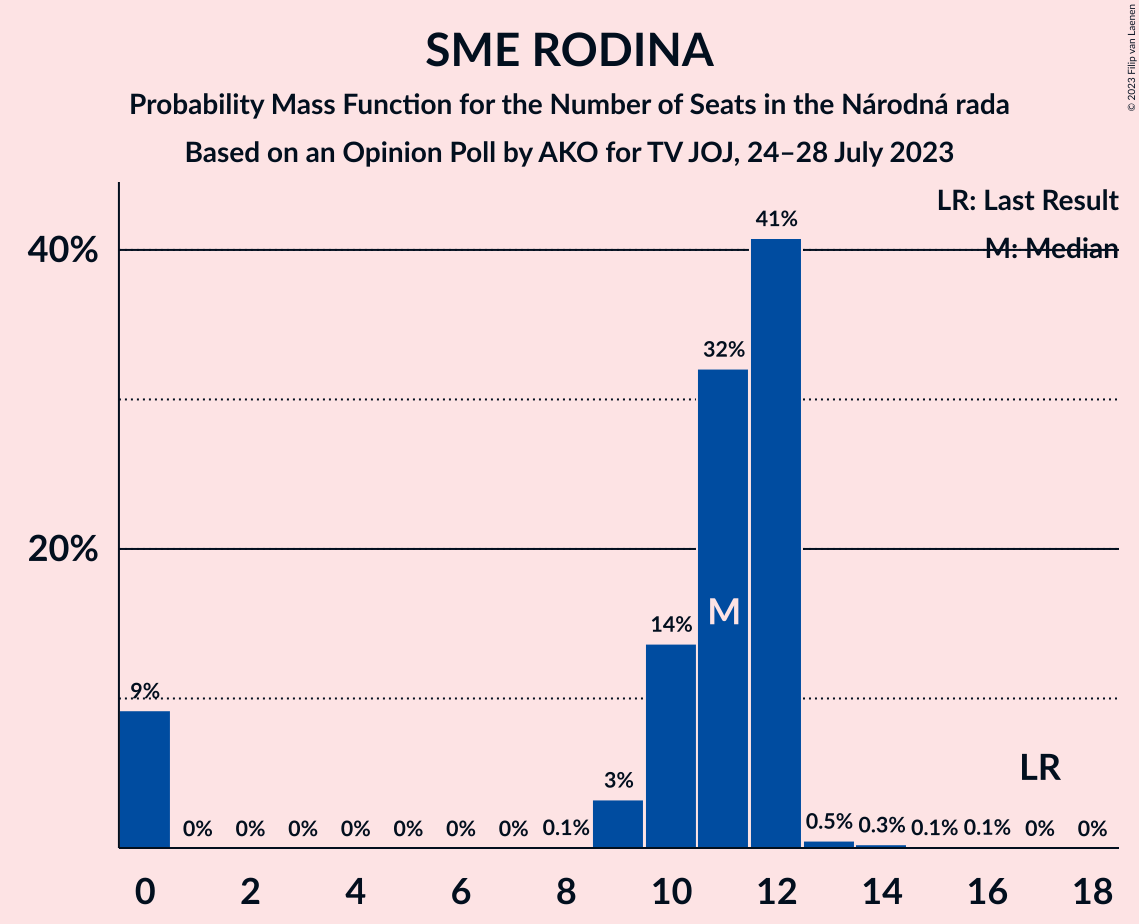 SME RODINA
Probability Mass Function for the Number of Seats in the Národná rada
Based on an Opinion Poll by AKO for TV JOJ, 24–28 July 2023
© 2023 Filip van Laenen
LR: Last Result
M: Median
40%
20%
9%
0%
0%
0%
0%
0%
0%
0%
0.1%
3%
14%
32%
41%
0.5%
0.3%
0.1%
0.1%
0%
0%
M
LR
0 2 4 6 8 10 12 14 16 18